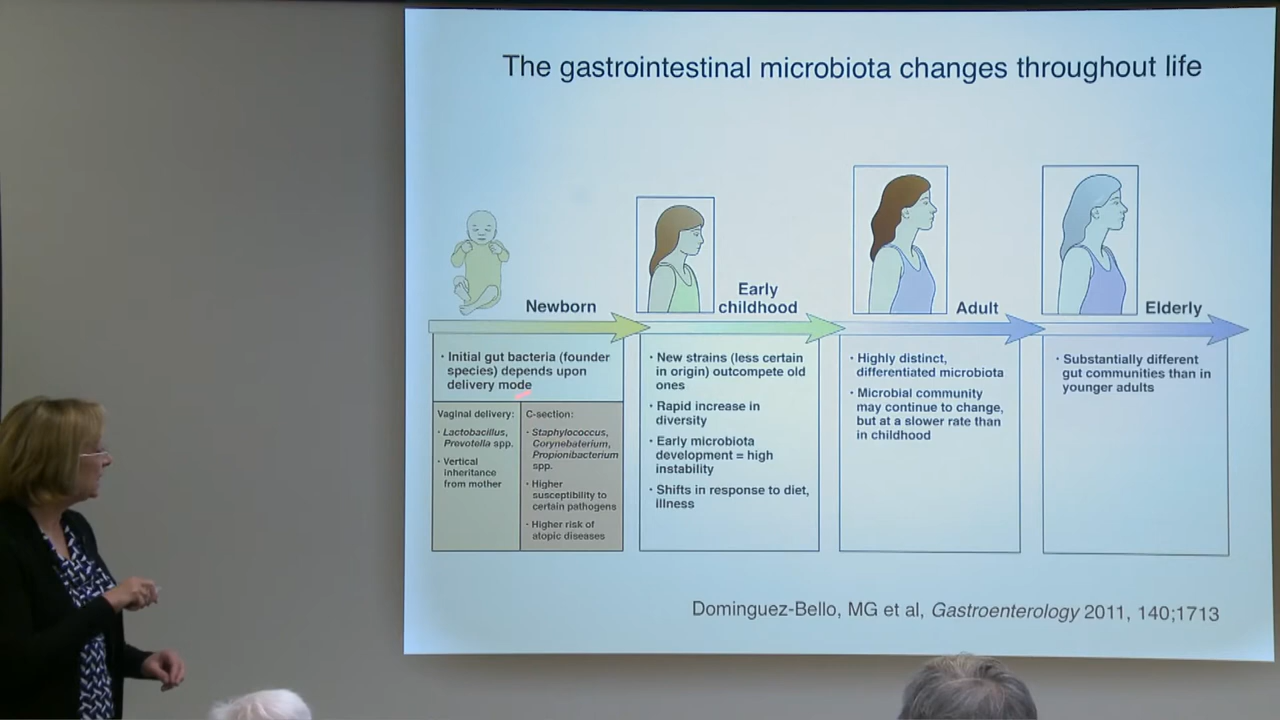 The gastrointestinal microbiota changes throughout life
Newborn
· Initial gut bacteria (founder
species) depends upon
delivery mode
Vaginal delivery:
· Lactobacillus,
Prevotella spp.
· Vertical
inheritance
from mother
C-section:
· Staphylococcus,
Corynebaterium,
Propionibacterium
spp.
· Higher
susceptibility to
certain pathogens
· Higher risk of
atopic diseases
Early
childhood
· New strains (less certain
in origin) outcompete old
ones
· Rapid increase in
diversity
· Early microbiota
development = high
instability
· Shifts in response to diet,
illness
Adult
· Highly distinct,
differentiated microbiota
· Microbial community
may continue to change,
but at a slower rate than
in childhood
Elderly
· Substantially different
gut communities than in
younger adults
Dominguez-Bello, MG et al, Gastroenterology 2011, 140;1713